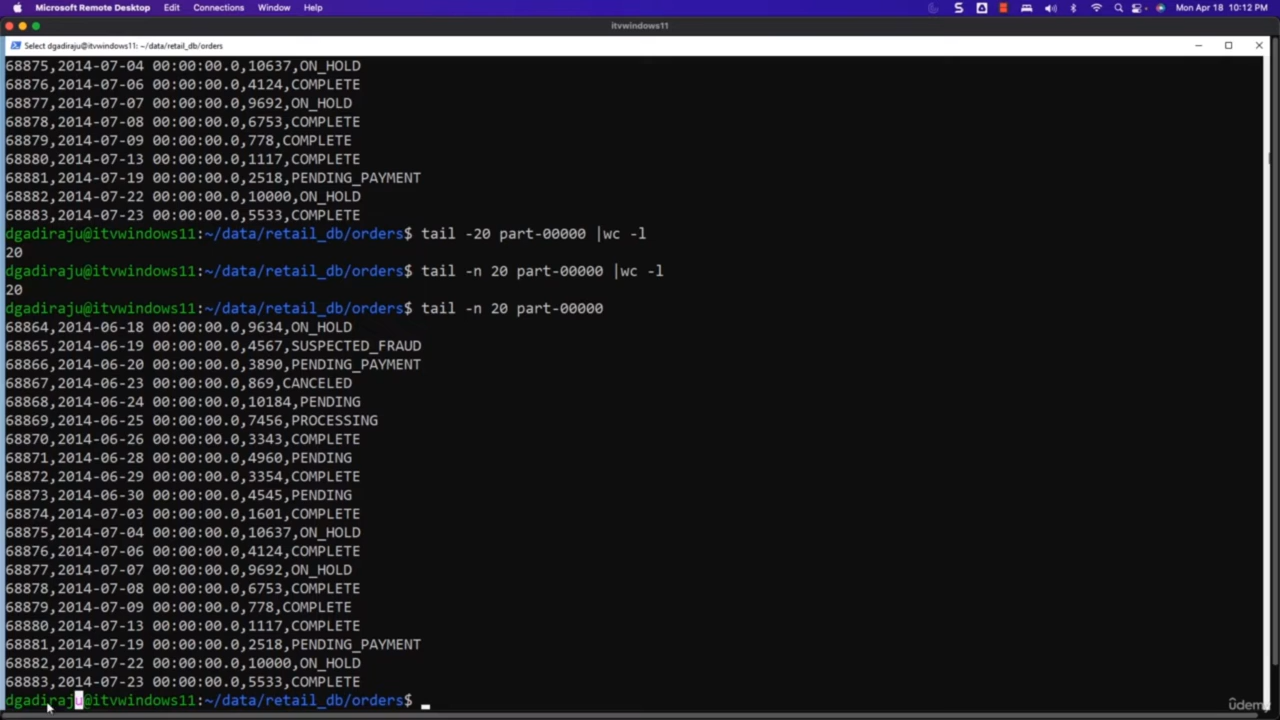 Microsoft Remote Desktop Edit Connections Window Help Mon Apr 18 10:12 PM
itvwindows11
Select dgadiraju@itvwindows11: ~/data/retail_db/orders
68875,2014-07-04 00:00:00.0,10637,ON_HOLD
68876,2014-07-06 00:00:00.0,4124,COMPLETE
68877,2014-07-07 00:00:00.0,9692,ON_HOLD
68878,2014-07-08 00:00:00.0,6753,COMPLETE
68879,2014-07-09 00:00:00.0,778,COMPLETE
68880,2014-07-13 00:00:00.0,1117,COMPLETE
68881,2014-07-19 00:00:00.0,2518,PENDING_PAYMENT
68882,2014-07-22 00:00:00.0,10000,ON_HOLD
68883,2014-07-23 00:00:00.0,5533,COMPLETE
dgadiraju@itvwindows11:~/data/retail_db/orders$ tail -20 part-00000 |wc -l
20
dgadiraju@itvwindows11:~/data/retail_db/orders$ tail -n 20 part-00000 |wc -l
20
dgadiraju@itvwindows11:~/data/retail_db/orders$ tail -n 20 part-00000
68864,2014-06-18 00:00:00.0,9634,ON_HOLD
68865,2014-06-19 00:00:00.0,4567,SUSPECTED_FRAUD
68866,2014-06-20 00:00:00.0,3890,PENDING_PAYMENT
68867,2014-06-23 00:00:00.0,869,CANCELED
68868,2014-06-24 00:00:00.0,10184,PENDING
68869,2014-06-25 00:00:00.0,7456,PROCESSING
68870,2014-06-26 00:00:00.0,3343,COMPLETE
68871,2014-06-28 00:00:00.0,4960,PENDING
68872,2014-06-29 00:00:00.0,3354,COMPLETE
68873,2014-06-30 00:00:00.0,4545,PENDING
68874,2014-07-03 00:00:00.0,1601,COMPLETE
68875,2014-07-04 00:00:00.0,10637,ON_HOLD
68876,2014-07-06 00:00:00.0,4124,COMPLETE
68877,2014-07-07 00:00:00.0,9692,ON_HOLD
68878,2014-07-08 00:00:00.0,6753,COMPLETE
68879,2014-07-09 00:00:00.0,778,COMPLETE
68880,2014-07-13 00:00:00.0,1117,COMPLETE
68881,2014-07-19 00:00:00.0,2518,PENDING_PAYMENT
68882,2014-07-22 00:00:00.0,10000,ON_HOLD
68883,2014-07-23 00:00:00.0,5533,COMPLETE
dgadiraju@itvwindows11:~/data/retail_db/orders$
ûdemy